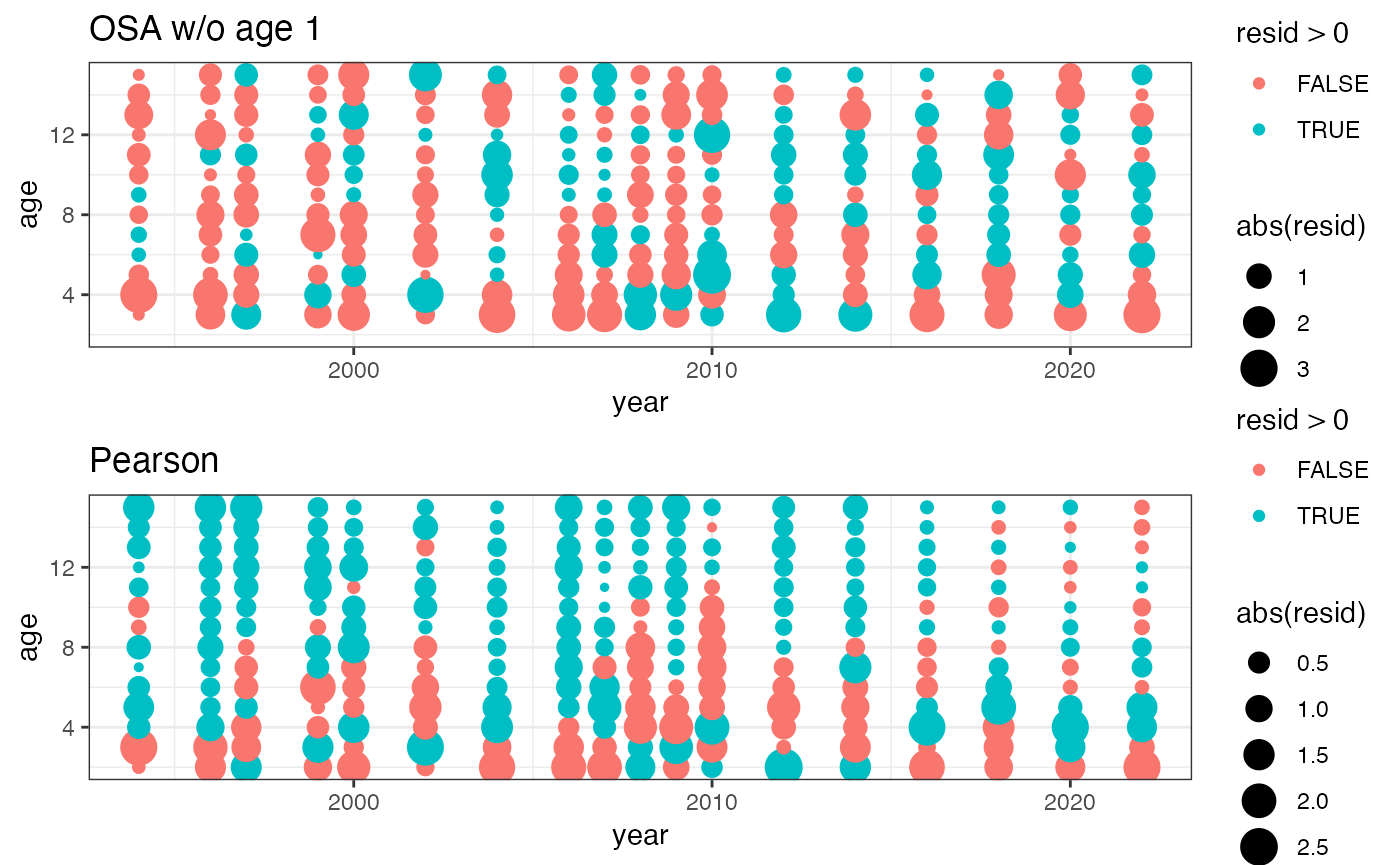 OSA w/o age 1
12
8
4
age
2000
2010
2020
year
resid > 0
FALSE
TRUE
abs(resid)
1
2
3
Pearson
12
8
4
age
2000
2010
2020
year
resid > 0
FALSE
TRUE
abs(resid)
0.5
1.0
1.5
2.0
2.5